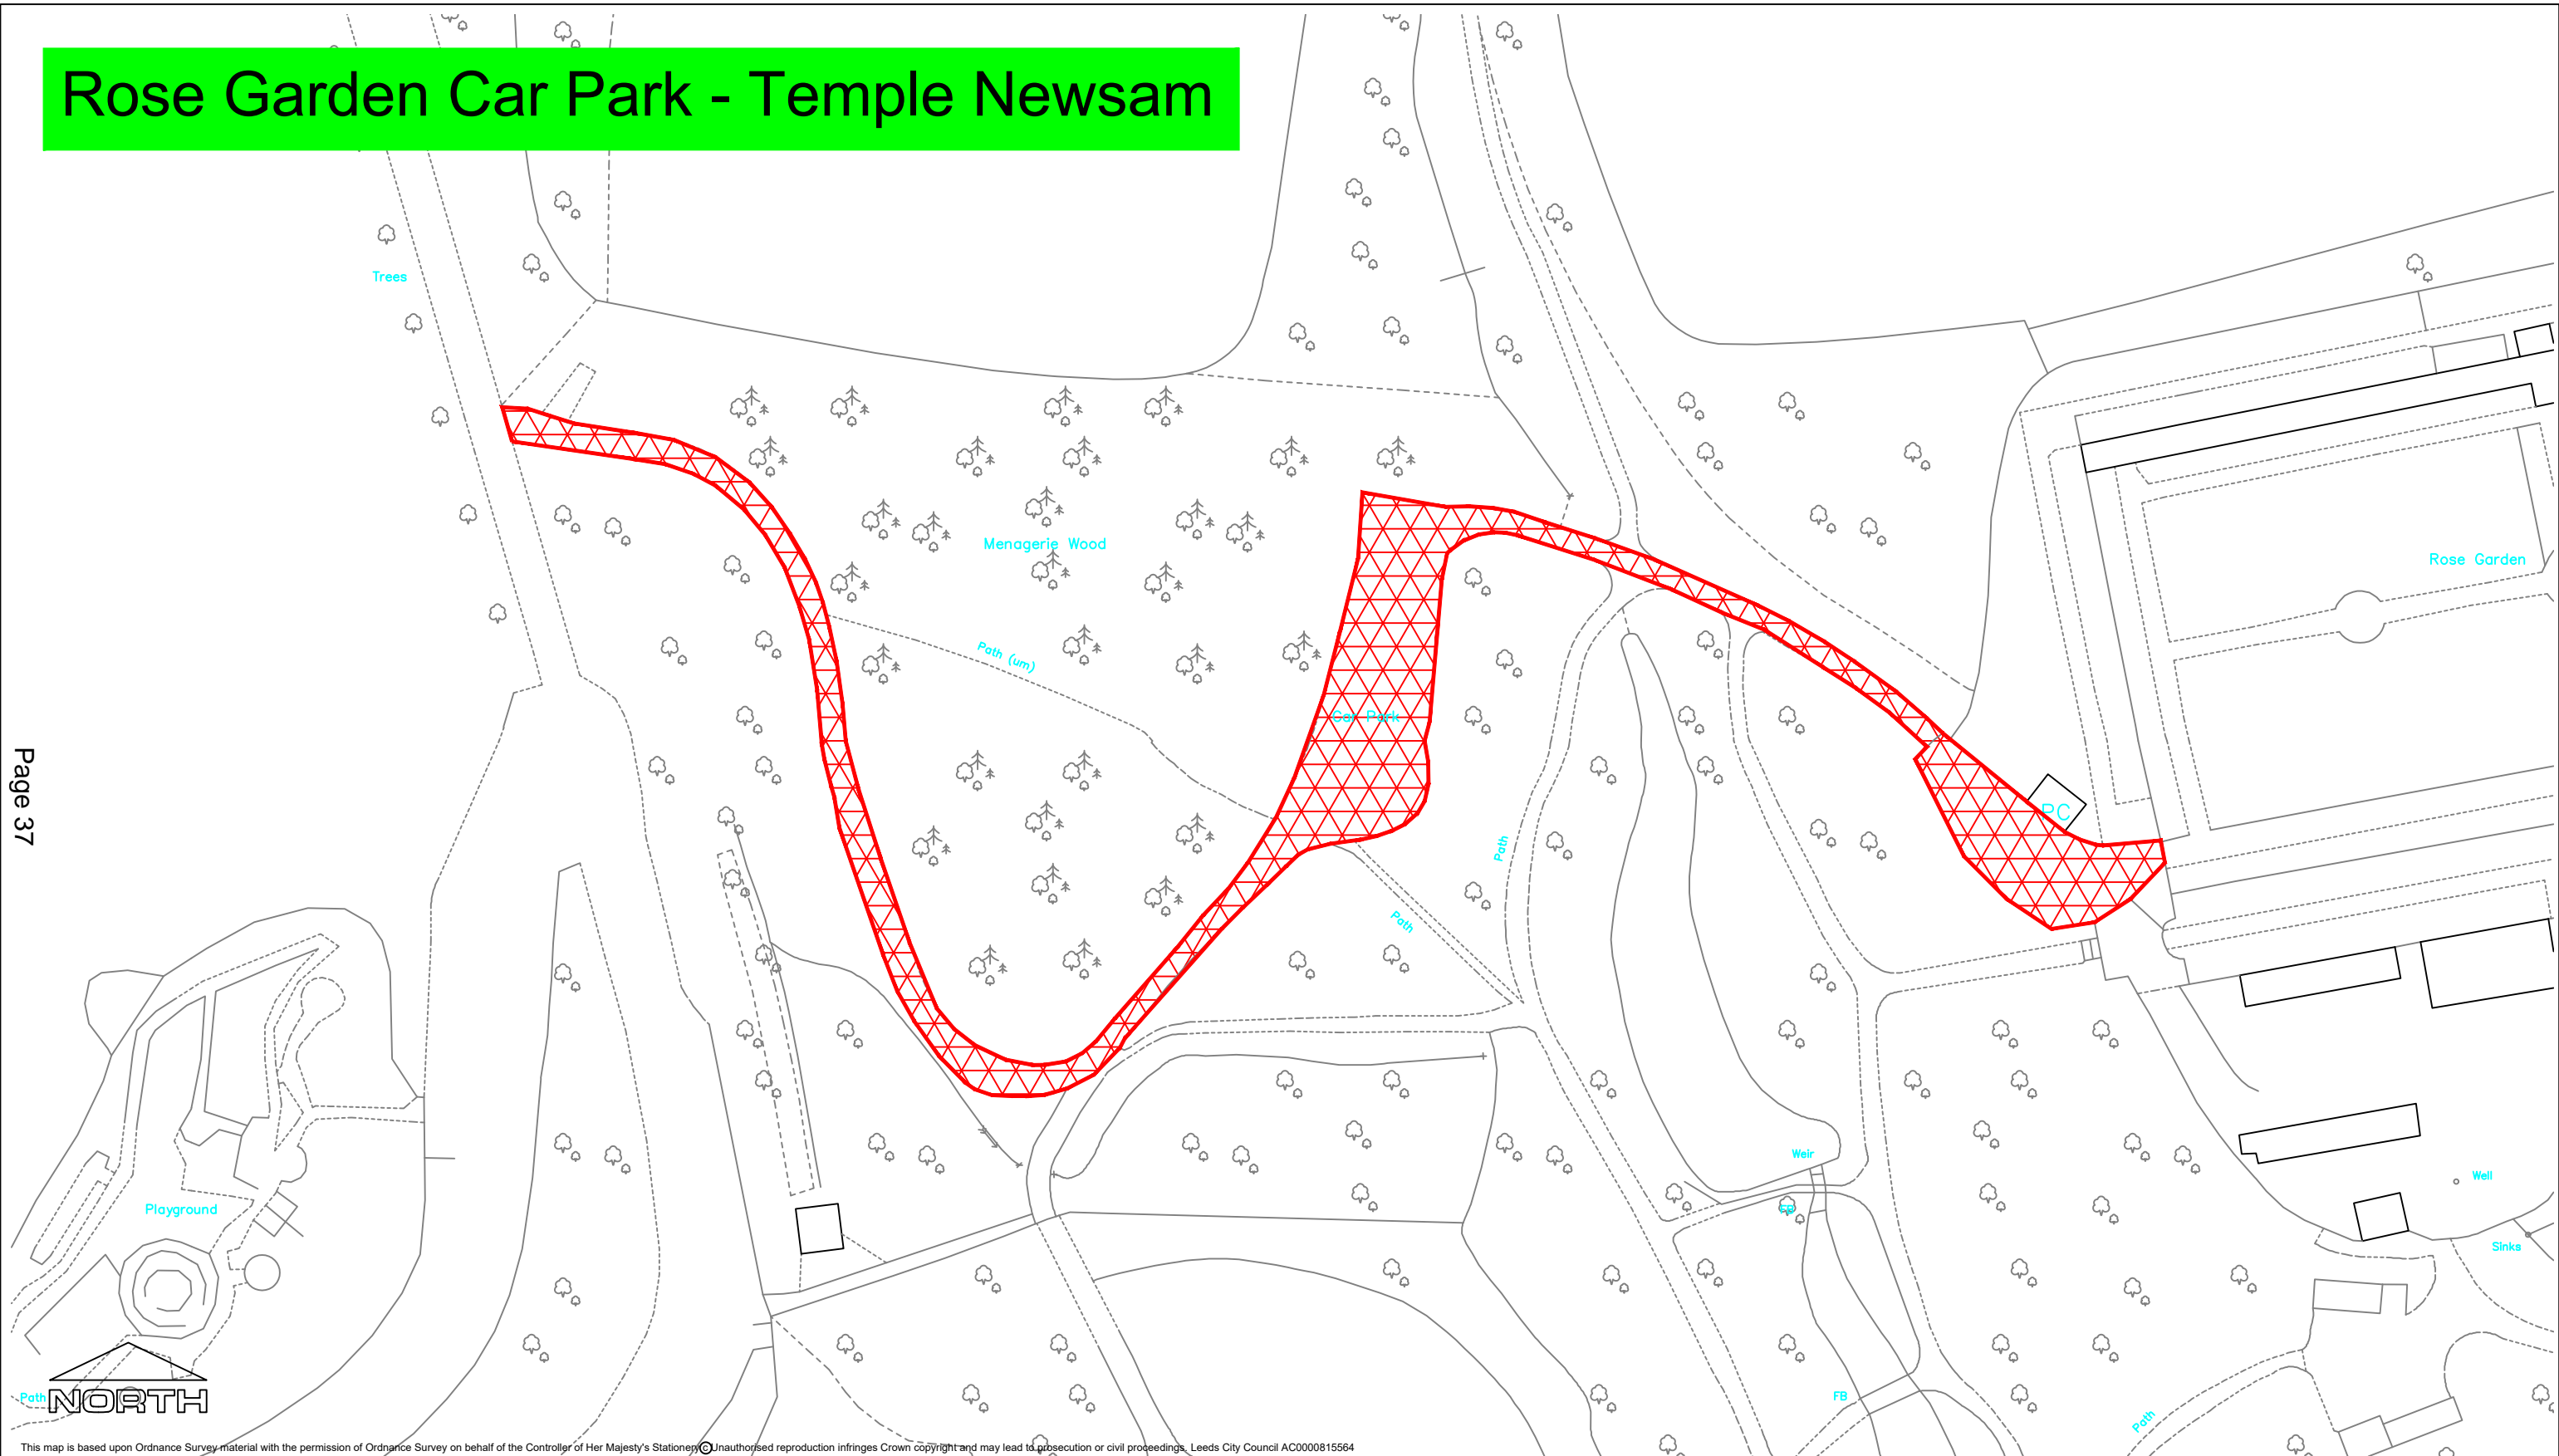 Rose Garden Car Park - Temple Newsam
Trees
Menagerie Wood
Rose Garden
Path (um)
Car Park
Page 37
PC
Path
Path
Weir
Well
Playground
FB
Sinks
Path
NORTH
FB
Path
This map is based upon Ordnance Survey material with the permission of Ordnance Survey on behalf of the Controller of Her Majesty's Stationery © Unauthorised reproduction infringes Crown copyright and may lead to prosecution or civil proceedings. Leeds City Council AC0000815564